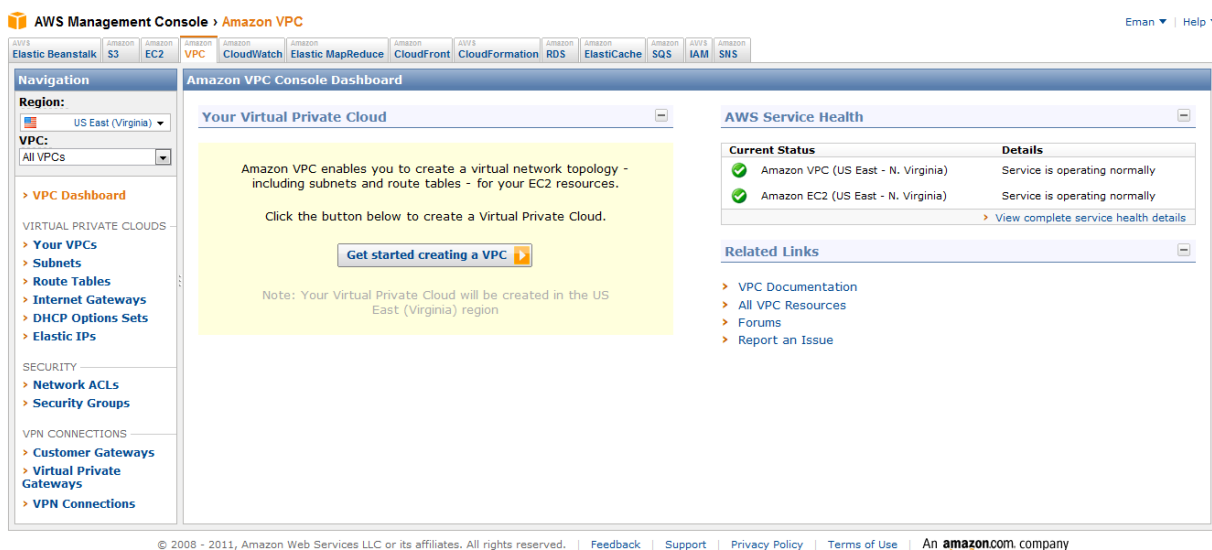 AWS Management Console › Amazon VPC
Eman ▼ | Help
AWS Elastic Beanstalk
Amazon S3
Amazon EC2
Amazon VPC
Amazon CloudWatch
Amazon Elastic MapReduce
Amazon CloudFront
AWS CloudFormation
Amazon RDS
Amazon ElastiCache
Amazon SQS
AWS IAM
Amazon SNS
Navigation
Region:
US East (Virginia)
VPC:
All VPCs
VPC Dashboard
VIRTUAL PRIVATE CLOUDS
Your VPCs
Subnets
Route Tables
Internet Gateways
DHCP Options Sets
Elastic IPs
SECURITY
Network ACLs
Security Groups
VPN CONNECTIONS
Customer Gateways
Virtual Private
Gateways
VPN Connections
Amazon VPC Console Dashboard
Your Virtual Private Cloud
Amazon VPC enables you to create a virtual network topology -
including subnets and route tables - for your EC2 resources.
Click the button below to create a Virtual Private Cloud.
Get started creating a VPC
Note: Your Virtual Private Cloud will be created in the US
East (Virginia) region
AWS Service Health
Current Status Details
Amazon VPC (US East - N. Virginia) Service is operating normally
Amazon EC2 (US East - N. Virginia) Service is operating normally
View complete service health details
Related Links
VPC Documentation
All VPC Resources
Forums
Report an Issue
© 2008 - 2011, Amazon Web Services LLC or its affiliates. All rights reserved. | Feedback | Support | Privacy Policy | Terms of Use | An amazon.com. company